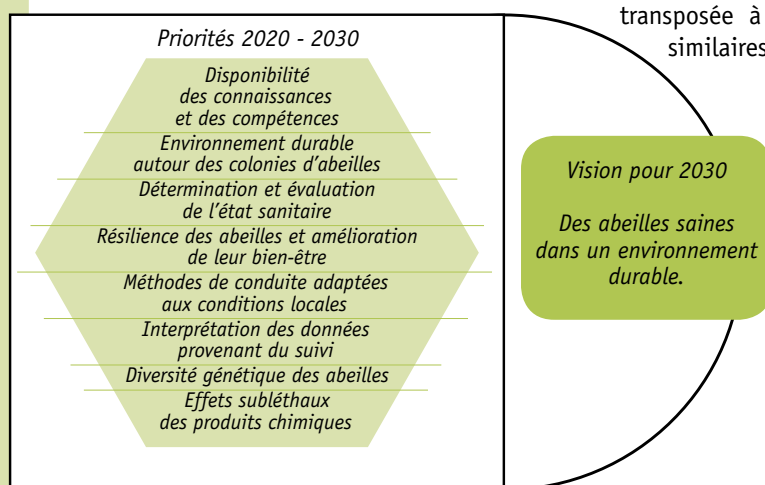 transposée à
similaires
Priorités 2020 - 2030
Disponibilité
des connaissances
et des compétences
Environnement durable
autour des colonies d'abeilles
Détermination et évaluation
de l'état sanitaire
Résilience des abeilles et amélioration
de leur bien-être
Méthodes de conduite adaptées
aux conditions locales
Interprétation des données
provenant du suivi
Diversité génétique des abeilles
Effets subléthaux
des produits chimiques
Vision pour 2030
Des abeilles saines
dans un environnement
durable.